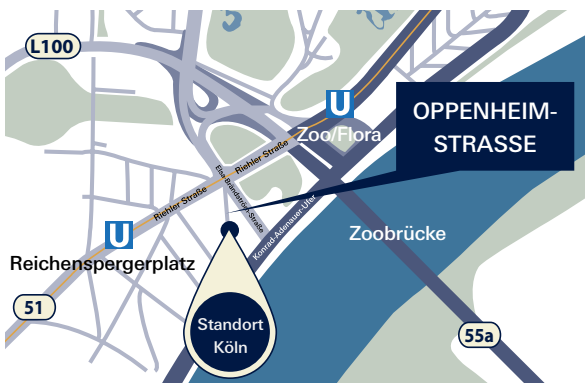 L100
U
Zoo/Flora
OPPENHEIM-
STRASSE
Riehler Straße
Elsa-Brändström-Straße
Riehler Straße
Konrad-Adenauer-Ufer
U
Reichenspergerplatz
Zoobrücke
51
Standort
Köln
55a